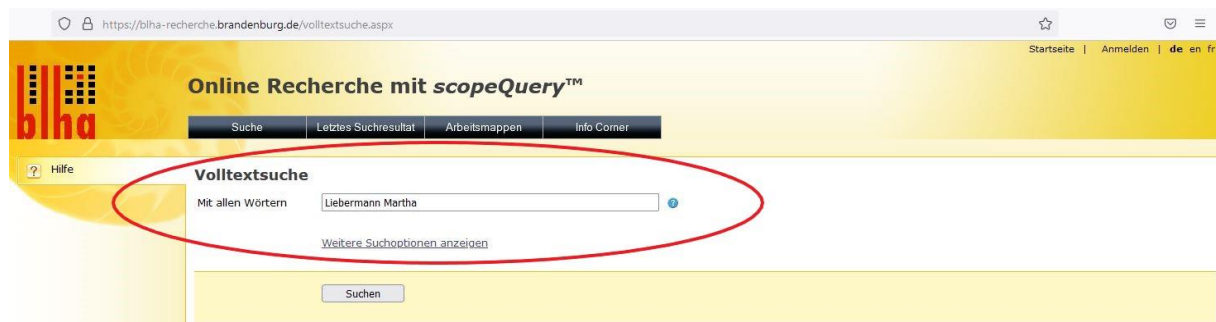 https://blha-recherche.brandenburg.de/volltextsuche.aspx
Startseite | Anmelden | de en fr
blha
Online Recherche mit scopeQuery™
Suche Letztes Suchresultat Arbeitsmappen Info Corner
? Hilfe
Volltextsuche
Mit allen Wörtern Liebermann Martha ?
Weitere Suchoptionen anzeigen
Suchen